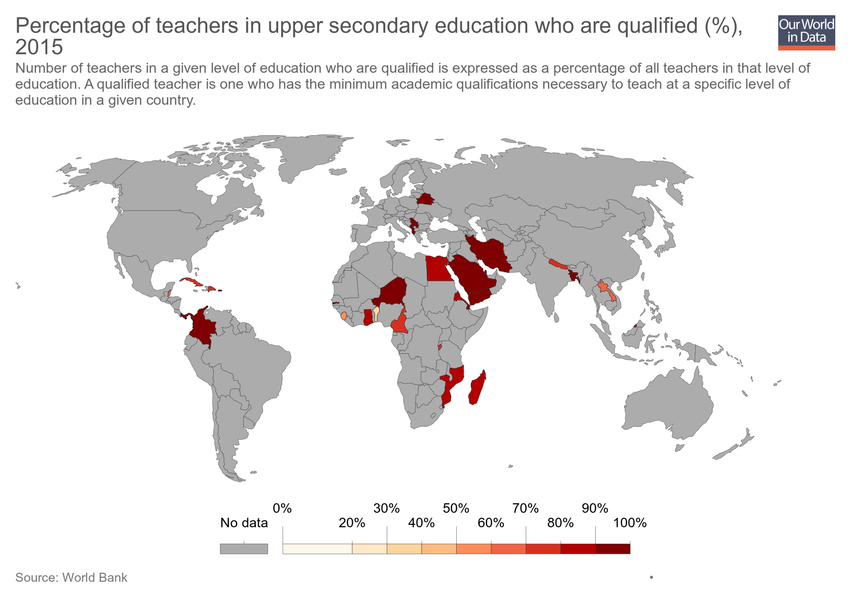 Percentage of teachers in upper secondary education who are qualified (%),
2015
Our World
in Data
Number of teachers in a given level of education who are qualified is expressed as a percentage of all teachers in that level of
education. A qualified teacher is one who has the minimum academic qualifications necessary to teach at a specific level of
education in a given country.
0% 30% 50% 70% 90%
No data 20% 40% 60% 80% 100%
Source: World Bank